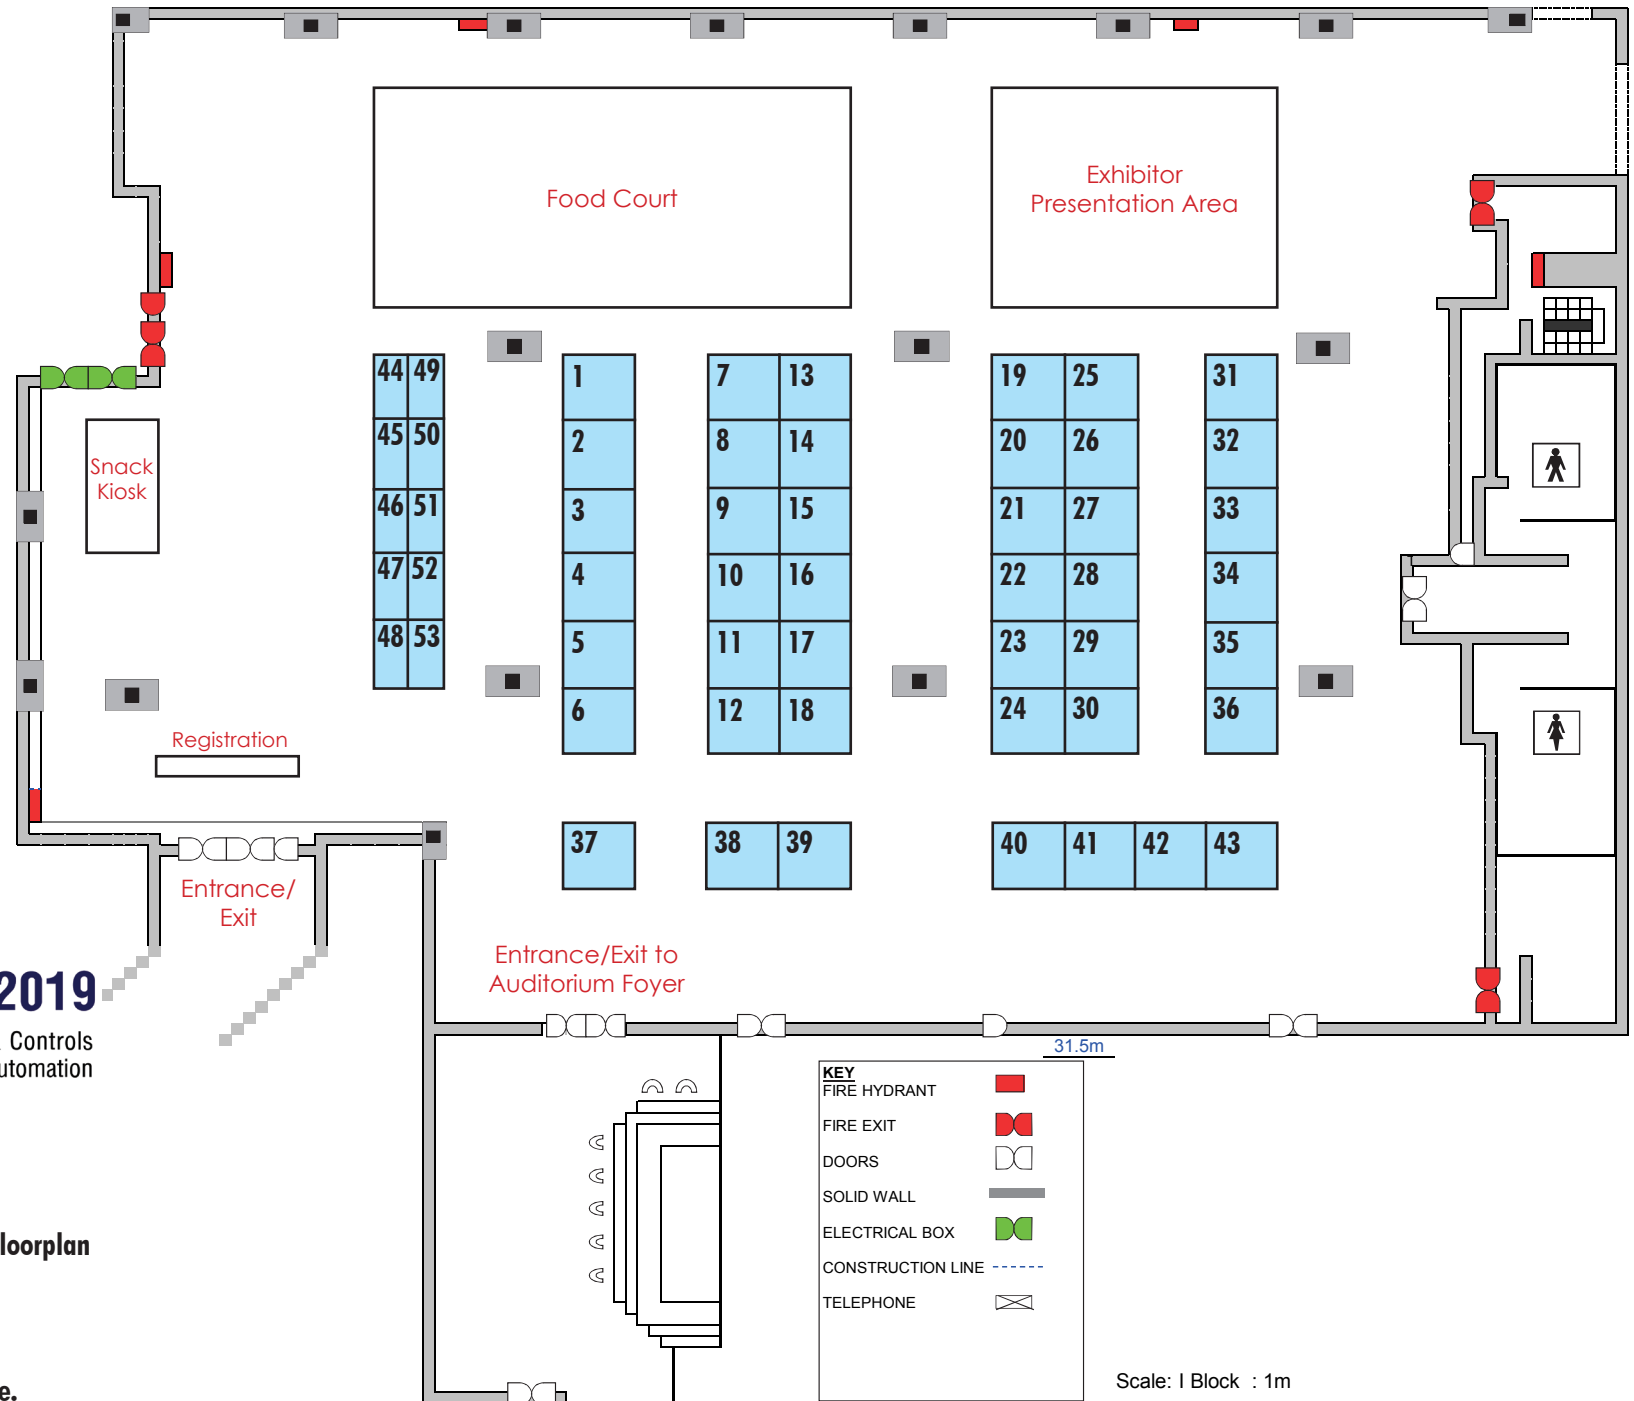 Food Court
Exhibitor
Presentation Area
44 49 1 7 13 19 25 31
45 50 2 8 14 20 26 32
Snack
Kiosk
46 51 3 9 15 21 27 33
47 52 4 10 16 22 28 34
48 53 5 11 17 23 29 35
6 12 18 24 30 36
Registration
37 38 39 40 41 42 43
Entrance/
Exit
Entrance/Exit to
Auditorium Foyer
2019
Controls
utomation
31.5m
KEY
FIRE HYDRANT
FIRE EXIT
DOORS
SOLID WALL
ELECTRICAL BOX
CONSTRUCTION LINE
TELEPHONE
loorplan
Scale: I Block : 1m
e.